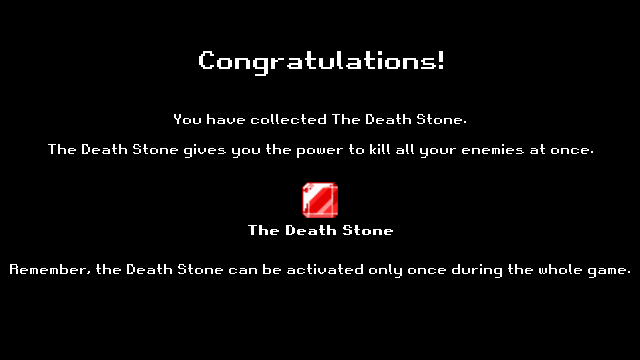 Congratulations!
You have collected The Death Stone.
The Death Stone gives you the power to kill all your enemies at once.
The Death Stone
Remember, the Death Stone can be activated only once during the whole game.